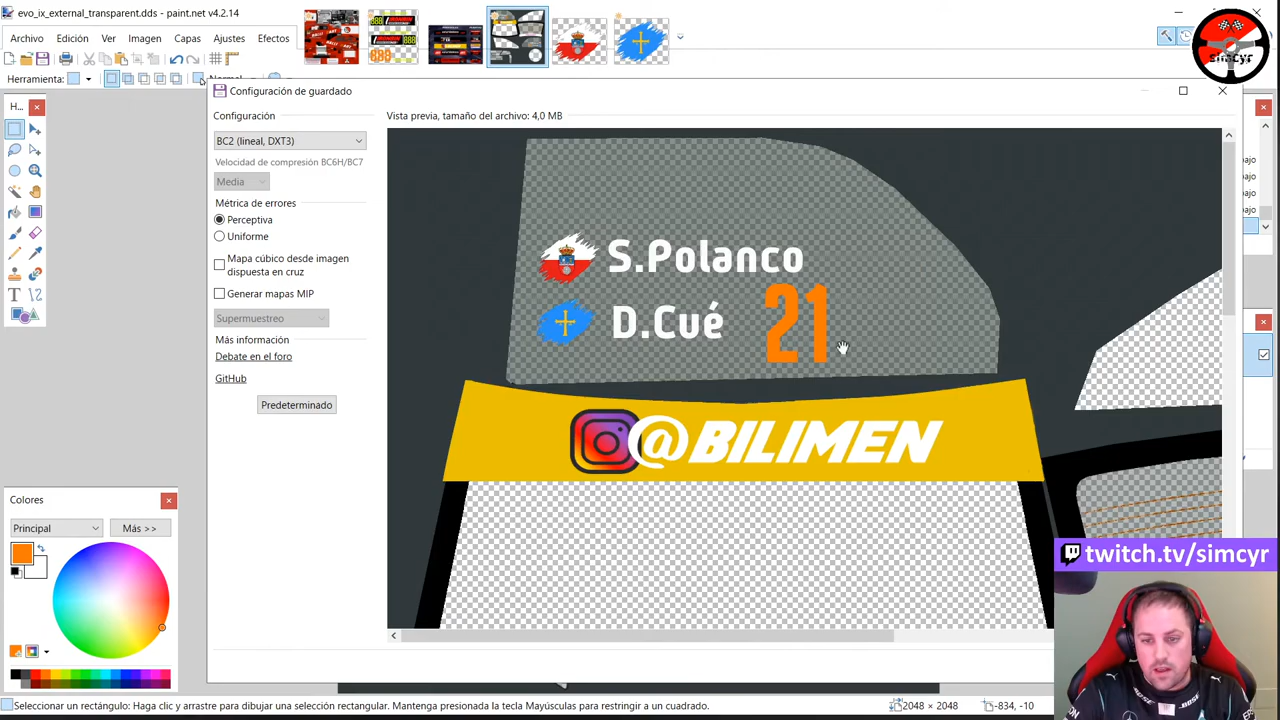 evo_ix_external_transparent.dds - paint.net v4.2.14
Archivo Edición Ver Imagen Capas Ajustes Efectos
Herramienta:
Normal
H...
Configuración de guardado
Configuración
BC2 (lineal, DXT3)
Velocidad de compresión BC6H/BC7
Media
Métrica de errores
Perceptiva
Uniforme
Mapa cúbico desde imagen
dispuesta en cruz
Generar mapas MIP
Supermuestreo
Más información
Debate en el foro
GitHub
Predeterminado
Vista previa, tamaño del archivo: 4,0 MB
S.Polanco
D.Cué
21
@BILIMEN
SimCyr
Colores
Principal
Más >>
twitch.tv/simcyr
Seleccionar un rectángulo: Haga clic y arrastre para dibujar una selección rectangular. Mantenga presionada la tecla Mayúsculas para restringir a un cuadrado.
2048 × 2048
-834, -10